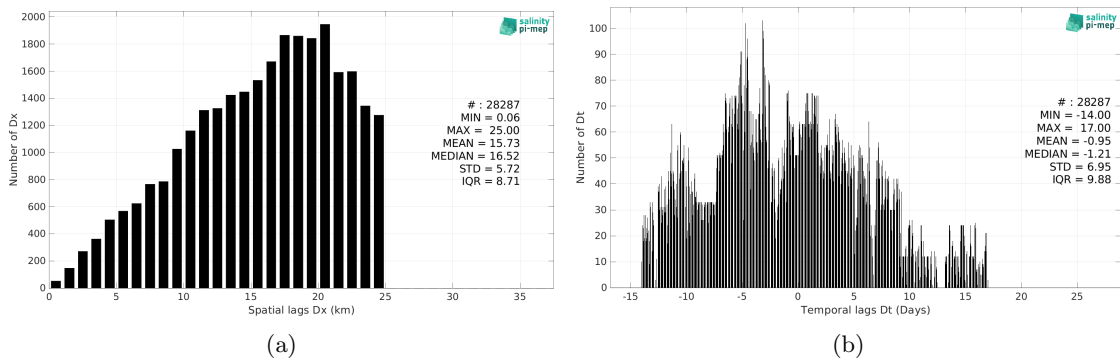 2000
1800
1600
1400
1200
1000
800
600
400
200
0
Number of Dx
0 5 10 15 20 25 30 35
Spatial lags Dx (km)
salinity
pi-mep
# : 28287
MIN = 0.06
MAX = 25.00
MEAN = 15.73
MEDIAN = 16.52
STD = 5.72
IQR = 8.71
(a)
100
90
80
70
60
50
40
30
20
10
0
Number of Dt
-15 -10 -5 0 5 10 15 20 25
Temporal lags Dt (Days)
salinity
pi-mep
# : 28287
MIN = -14.00
MAX = 17.00
MEAN = -0.95
MEDIAN = -1.21
STD = 6.95
IQR = 9.88
(b)